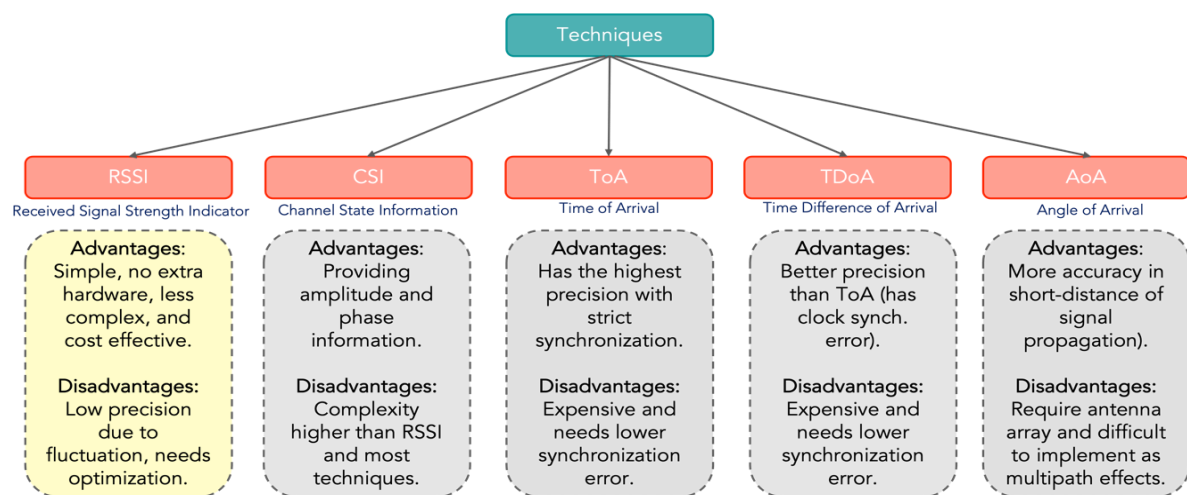 Techniques
RSSI
Received Signal Strength Indicator
Advantages:
Simple, no extra
hardware, less
complex, and
cost effective.
Disadvantages:
Low precision
due to
fluctuation, needs
optimization.
CSI
Channel State Information
Advantages:
Providing
amplitude and
phase
information.
Disadvantages:
Complexity
higher than RSSI
and most
techniques.
ToA
Time of Arrival
Advantages:
Has the highest
precision with
strict
synchronization.
Disadvantages:
Expensive and
needs lower
synchronization
error.
TDoA
Time Difference of Arrival
Advantages:
Better precision
than ToA (has
clock synch.
error).
Disadvantages:
Expensive and
needs lower
synchronization
error.
AoA
Angle of Arrival
Advantages:
More accuracy in
short-distance of
signal
propagation).
Disadvantages:
Require antenna
array and difficult
to implement as
multipath effects.